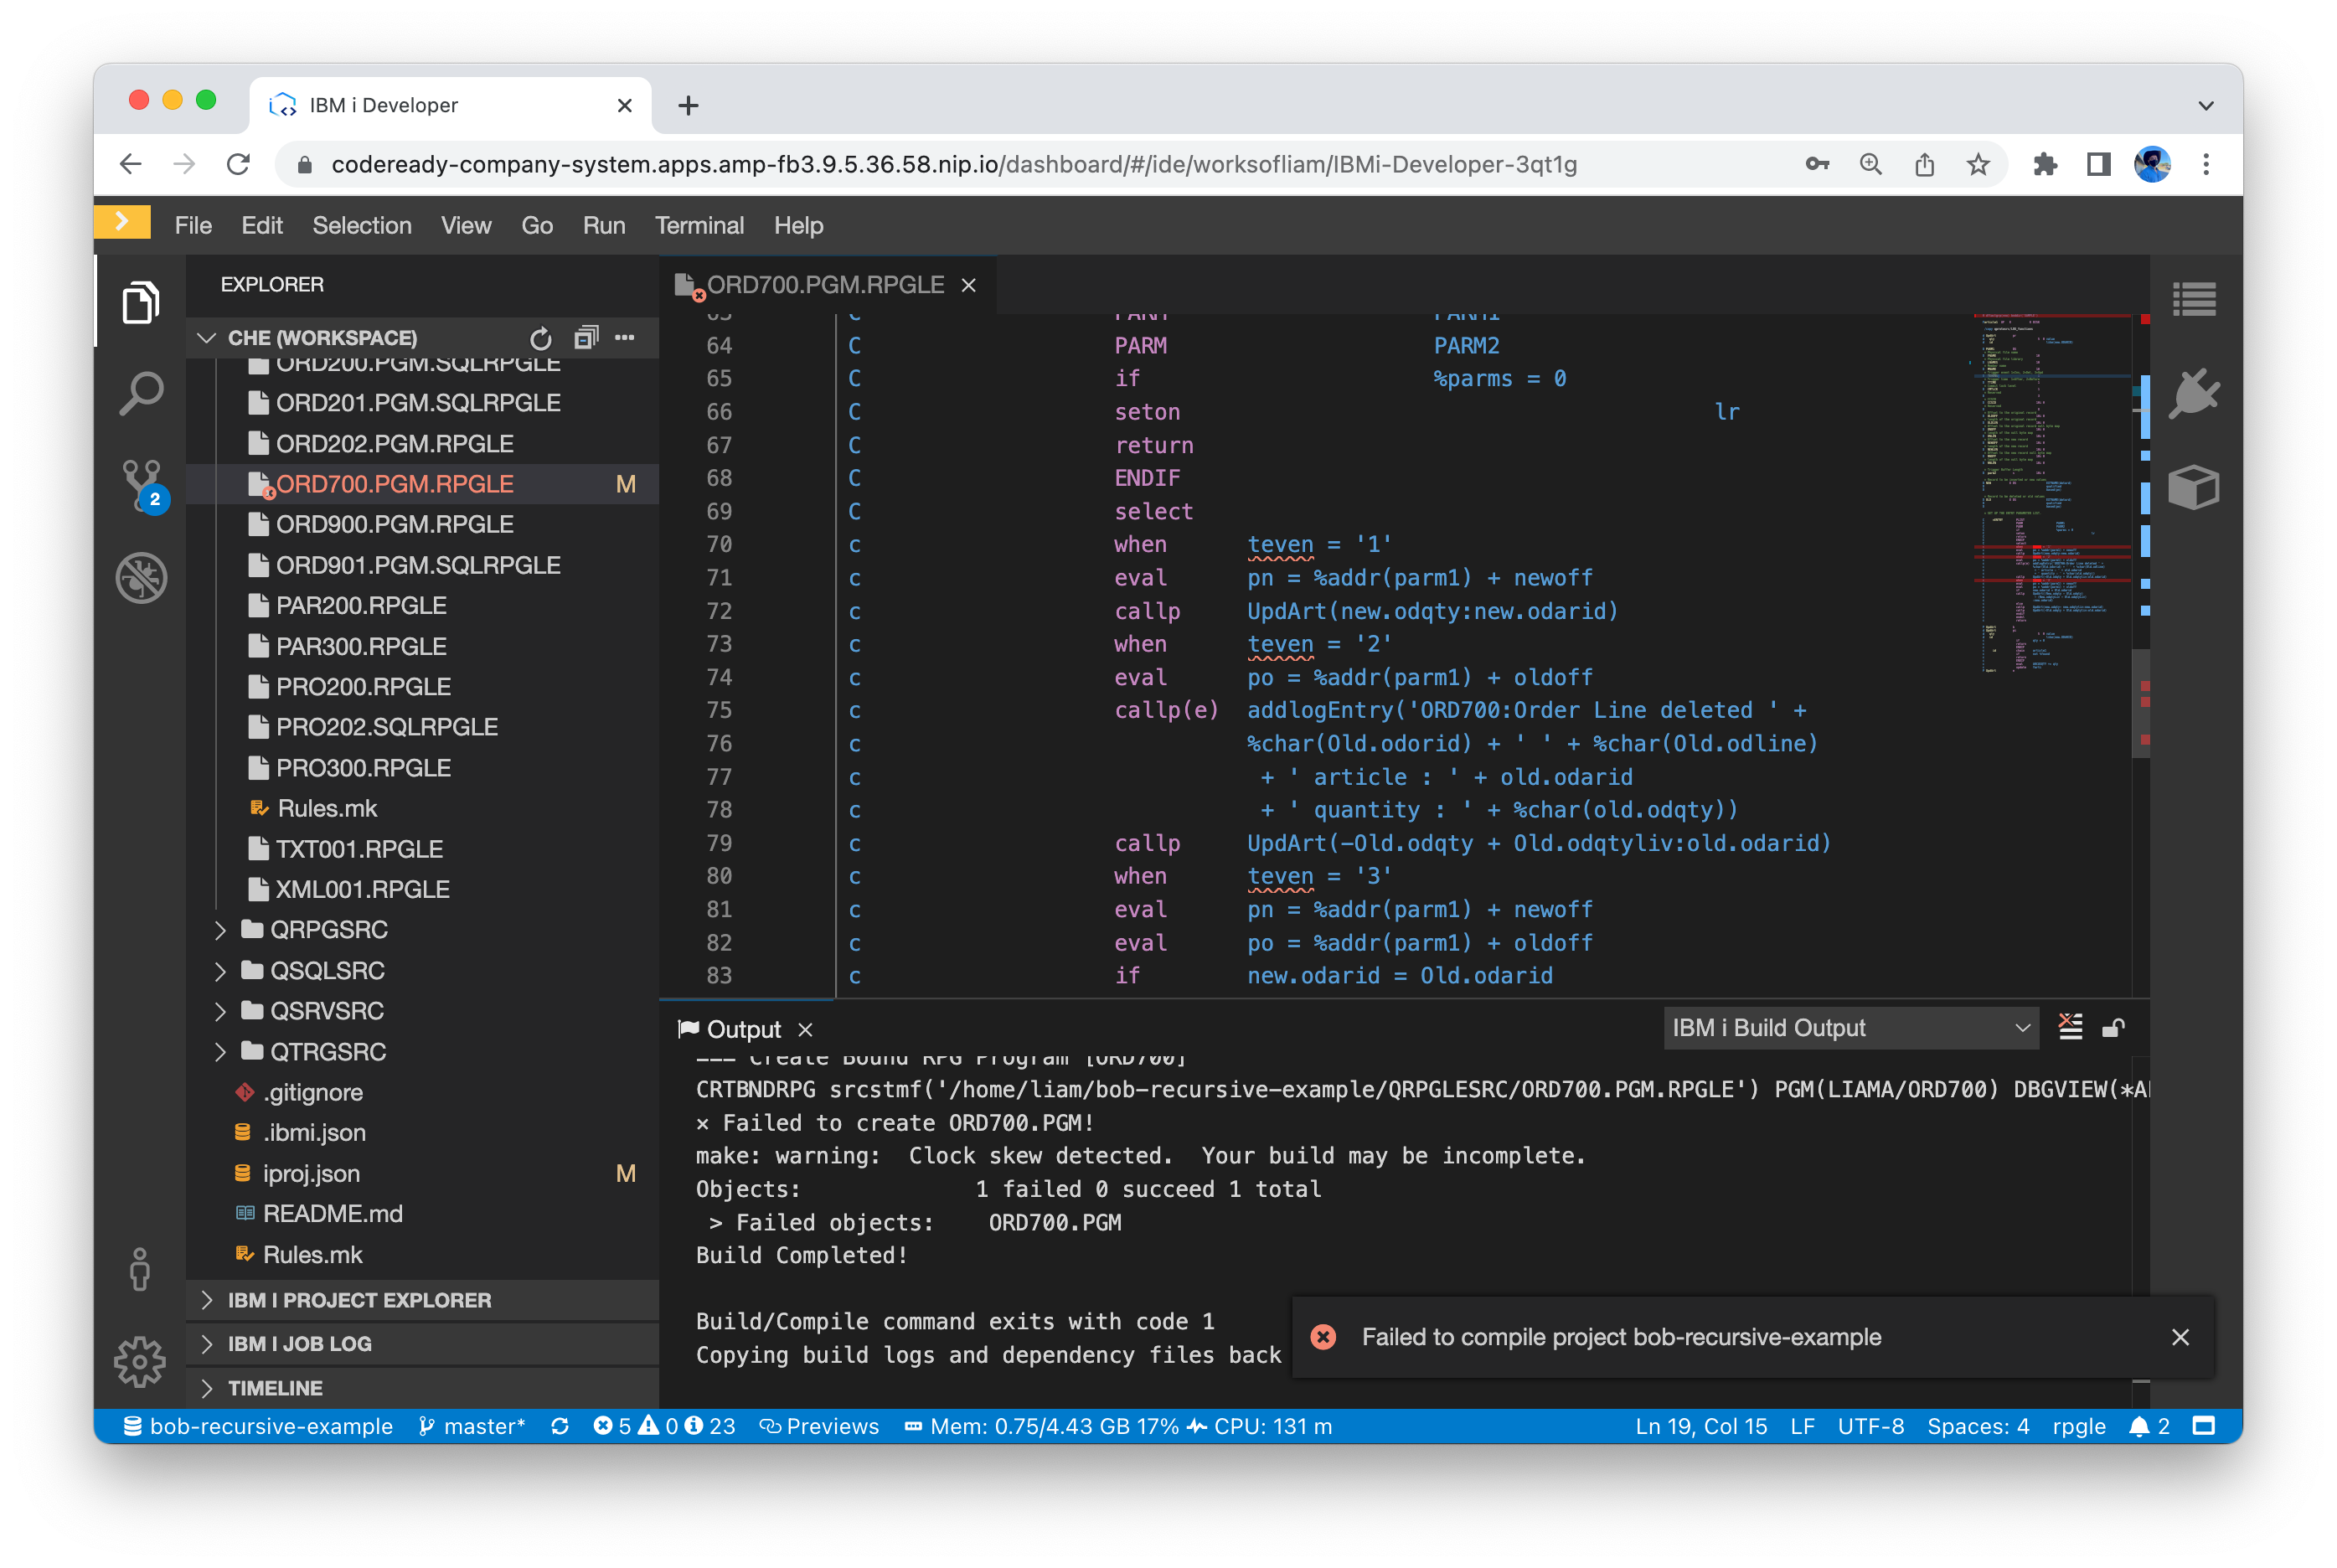 IBM i Developer
codeready-company-system.apps.amp-fb3.9.5.36.58.nip.io/dashboard/#/ide/worksofliam/IBMi-Developer-3qt1g
File Edit Selection View Go Run Terminal Help
EXPLORER
CHE (WORKSPACE)
ORD200.PGM.SQLRPGLE
ORD201.PGM.SQLRPGLE
ORD202.PGM.RPGLE
ORD700.PGM.RPGLE M
ORD900.PGM.RPGLE
ORD901.PGM.SQLRPGLE
PAR200.RPGLE
PAR300.RPGLE
PRO200.RPGLE
PRO202.SQLRPGLE
PRO300.RPGLE
Rules.mk
TXT001.RPGLE
XML001.RPGLE
QRPGSRC
QSQLSRC
QSRVSRC
QTRGSRC
.gitignore
.ibmi.json
iproj.json M
README.md
Rules.mk
IBM I PROJECT EXPLORER
IBM I JOB LOG
TIMELINE
2
ORD700.PGM.RPGLE
63 C PARM PARM1
64 C PARM PARM2
65 C if %parms = 0
66 C seton lr
67 C return
68 C ENDIF
69 C select
70 c when teven = '1'
71 c eval pn = %addr(parm1) + newoff
72 c callp UpdArt(new.odqty:new.odarid)
73 c when teven = '2'
74 c eval po = %addr(parm1) + oldoff
75 c callp(e) addlogEntry('ORD700:Order Line deleted ' +
76 c %char(Old.odorid) + ' ' + %char(Old.odline)
77 c + ' article : ' + old.odarid
78 c + ' quantity : ' + %char(old.odqty))
79 c callp UpdArt(-Old.odqty + Old.odqtyliv:old.odarid)
80 c when teven = '3'
81 c eval pn = %addr(parm1) + newoff
82 c eval po = %addr(parm1) + oldoff
83 c if new.odarid = Old.odarid
Output
IBM i Build Output
=== Create Bound RPG Program [ORD700]
CRTBNDRPG srcstmf('/home/liam/bob-recursive-example/QRPGLESRC/ORD700.PGM.RPGLE') PGM(LIAMA/ORD700) DBGVIEW(*AL
× Failed to create ORD700.PGM!
make: warning: Clock skew detected. Your build may be incomplete.
Objects: 1 failed 0 succeed 1 total
> Failed objects: ORD700.PGM
Build Completed!
Build/Compile command exits with code 1
Copying build logs and dependency files back
Failed to compile project bob-recursive-example
bob-recursive-example master* 5 0 23 Previews Mem: 0.75/4.43 GB 17% CPU: 131 m Ln 19, Col 15 LF UTF-8 Spaces: 4 rpgle 2